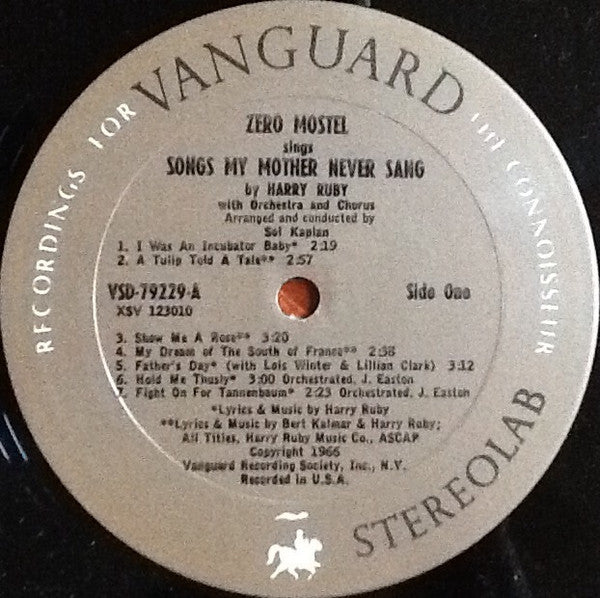 RECORDINGS FOR THE CONNOISSEUR
VANGUARD
ZERO MOSTEL
sings
SONGS MY MOTHER NEVER SANG
by HARRY RUBY
with Orchestra and Chorus
Arranged and conducted by
Sol Kaplan
1. I Was An Incubator Baby* 2:19
2. A Tulip Told A Tale** 2:57
VSD-79229-A Side One
XSV 123010
3. Show Me A Rose** 3:20
4. My Dream of The South of France** 2:38
5. Father's Day* (with Lois Winter & Lillian Clark) 3:12
6. Hold Me Thusly* 3:00 Orchestrated, J. Easton
7. Fight On For Tannenbaum* 2:23 Orchestrated, J. Easton
*Lyrics & Music by Harry Ruby
**Lyrics & Music by Bert Kalmar & Harry Ruby;
All Titles, Harry Ruby Music Co., ASCAP
Copyright 1966
Vanguard Recording Society, Inc., N.Y.
Recorded in U.S.A.
STEREOLAB